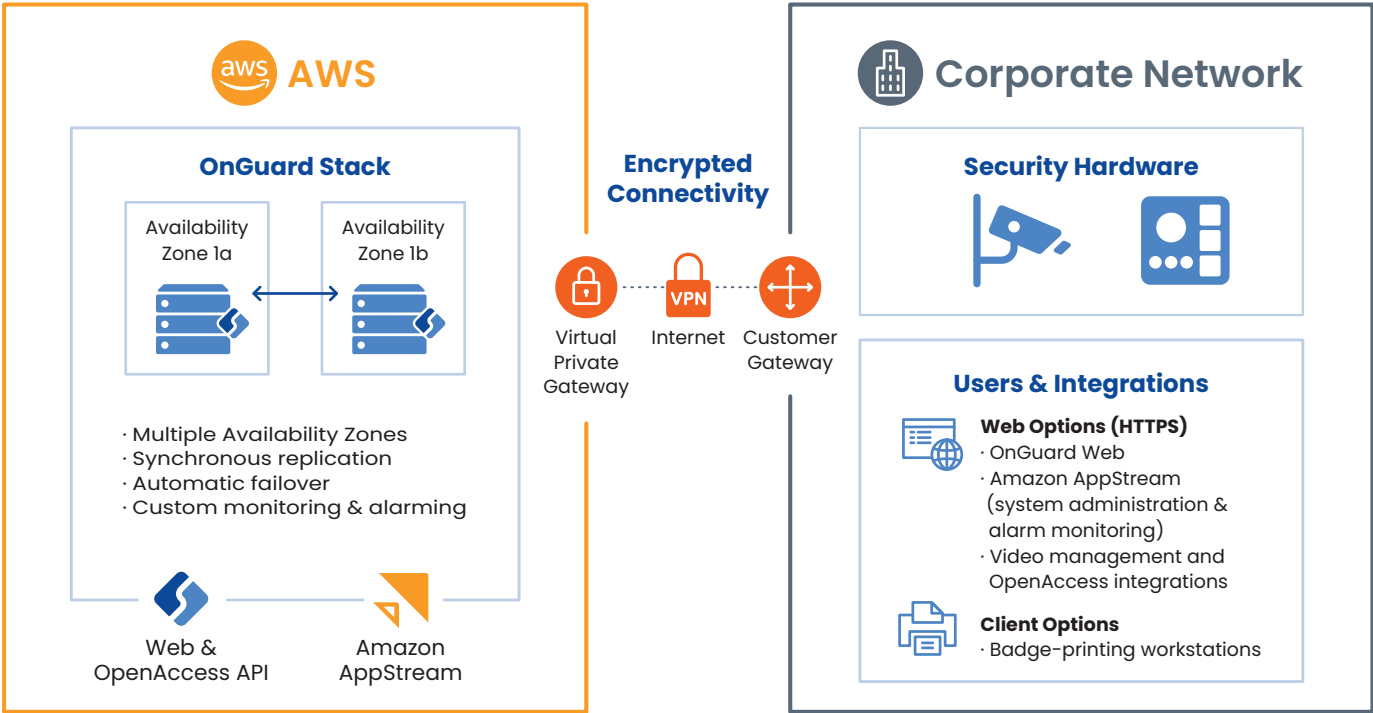 aws
AWS
OnGuard Stack
Availability
Zone 1a
Availability
Zone 1b
· Multiple Availability Zones
· Synchronous replication
· Automatic failover
· Custom monitoring & alarming
Web &
OpenAccess API
Amazon
AppStream
Encrypted
Connectivity
Virtual
Private
Gateway
VPN
Internet
Customer
Gateway
Corporate Network
Security Hardware
Users & Integrations
Web Options (HTTPS)
· OnGuard Web
· Amazon AppStream
(system administration &
alarm monitoring)
· Video management and
OpenAccess integrations
Client Options
· Badge-printing workstations